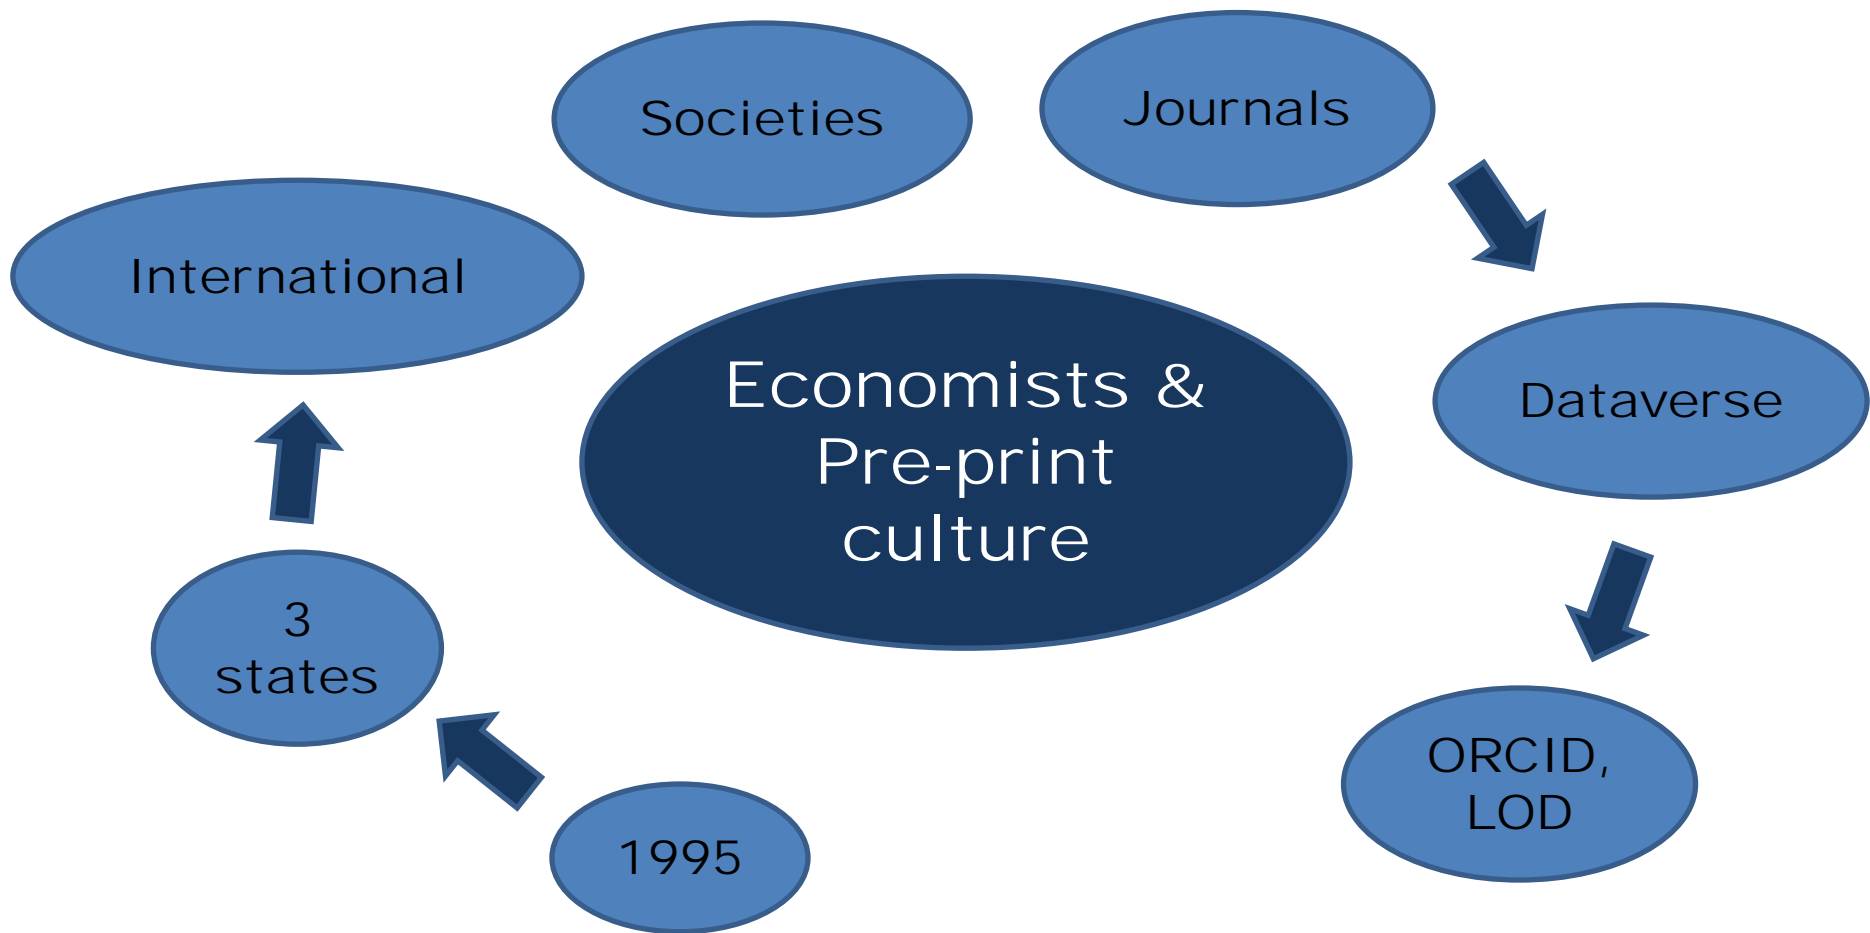 Societies
Journals
International
Economists &
Pre-print
culture
Dataverse
3
states
ORCID,
LOD
1995